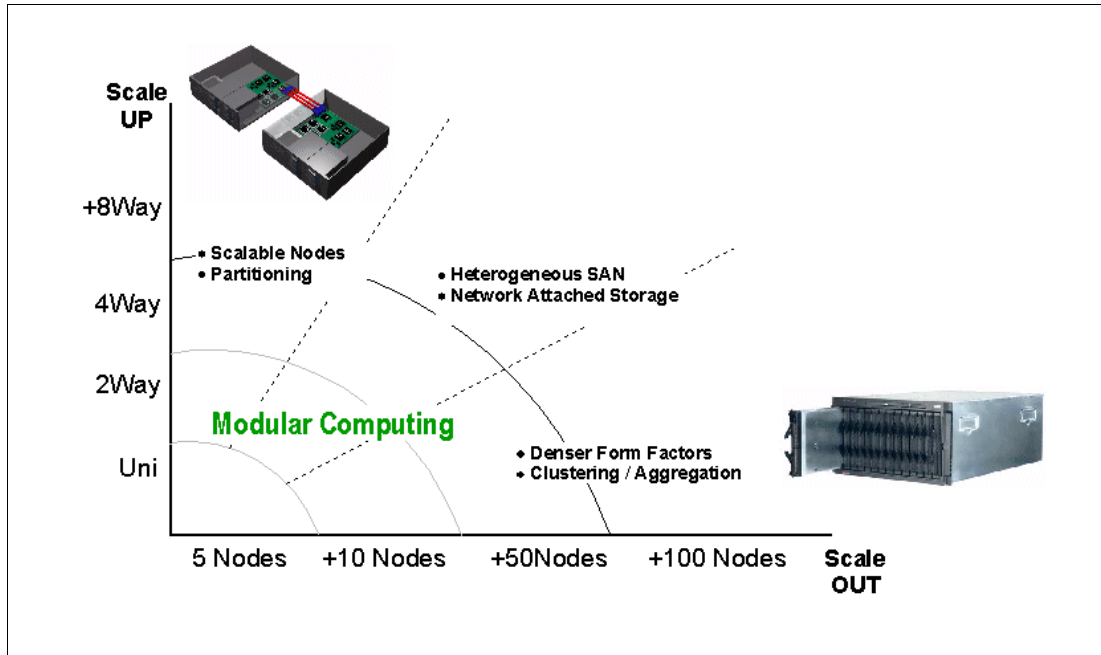 Scale
UP
+8Way
• Scalable Nodes
• Partitioning
• Heterogeneous SAN
• Network Attached Storage
4Way
2Way
Modular Computing
Uni
• Denser Form Factors
• Clustering / Aggregation
5 Nodes
+10 Nodes
+50Nodes
+100 Nodes
Scale
OUT